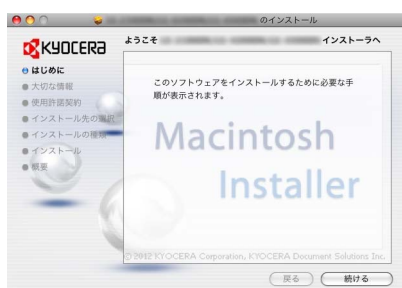 のインストール
KYOCERA
ようこそ インストーラへ
はじめに
大切な情報
使用許諾契約
インストール先の選択
インストールの種類
インストール
概要
このソフトウェアをインストールするために必要な手
順が表示されます。
Macintosh
Installer
© 2012 KYOCERA Corporation, KYOCERA Document Solutions Inc.
戻る
続ける